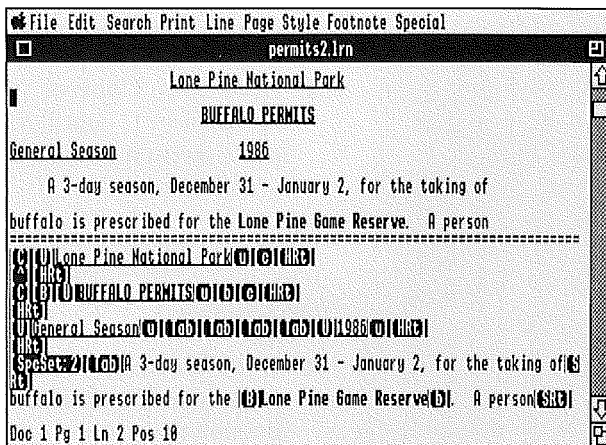 File Edit Search Print Line Page Style Footnote Special
permits2.lrn
Lone Pine National Park
BUFFALO PERMITS
General Season 1986
A 3-day season, December 31 - January 2, for the taking of
buffalo is prescribed for the Lone Pine Game Reserve. A person
[C][U]Lone Pine National Park[u][c][HRt]
[^][HRt]
[C][B][U]BUFFALO PERMITS[u][b][c][HRt]
[HRt]
[U]General Season[u][Tab][Tab][Tab][Tab][U]1986[u][HRt]
[HRt]
[SpcSet:2][Tab]A 3-day season, December 31 - January 2, for the taking of[S
Rt]
buffalo is prescribed for the [B]Lone Pine Game Reserve[b]. A person[SRt]
Doc 1 Pg 1 Ln 2 Pos 10